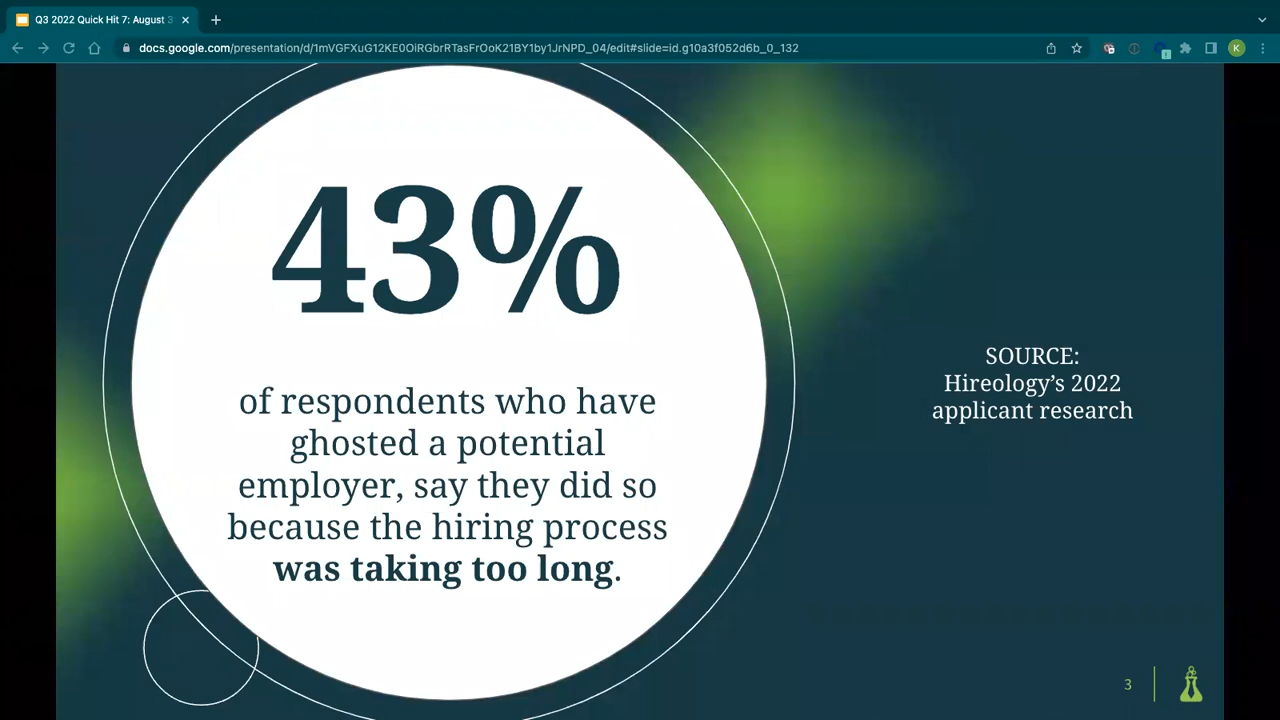 Q3 2022 Quick Hit 7: August 3
docs.google.com/presentation/d/1mVGFXuG12KE0OiRGbrRTasFrOoK21BY1by1JrNPD_04/edit#slide=id.g10a3f052d6b_0_132
K
43%
of respondents who have
ghosted a potential
employer, say they did so
because the hiring process
was taking too long.
SOURCE:
Hireology’s 2022
applicant research
3